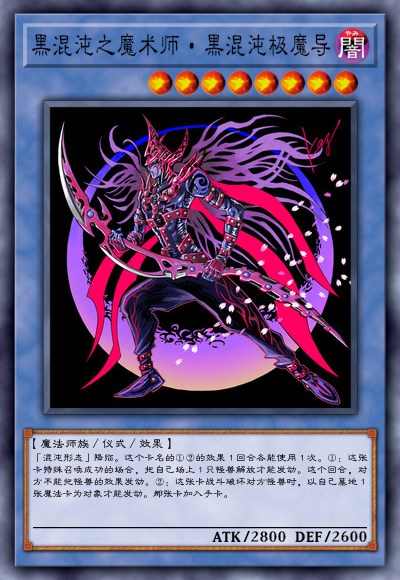 黑混沌之魔术师·黑混沌极魔导
やみ
闇
【魔法师族/仪式/效果】
「混沌形态」降临。这个卡名的①②的效果1回合各能使用1次。①：这张
卡特殊召唤成功的场合，把自己场上1只怪兽解放才能发动。这个回合，对
方不能把怪兽的效果发动。②：这张卡战斗破坏对方怪兽时，以自己墓地1
张魔法卡为对象才能发动。那张卡加入手卡。
ATK/2800 DEF/2600